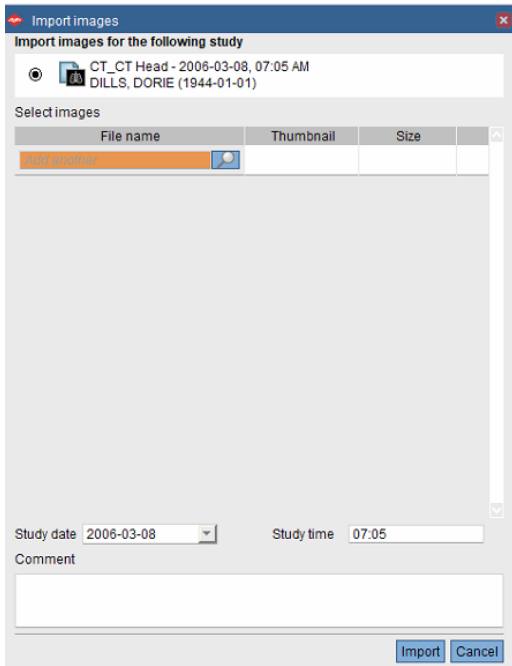 Import images
Import images for the following study
CT_CT Head - 2006-03-08, 07:05 AM
DILLS, DORIE (1944-01-01)
Select images
File name Thumbnail Size
Add another
Study date 2006-03-08 Study time 07:05
Comment
Import Cancel